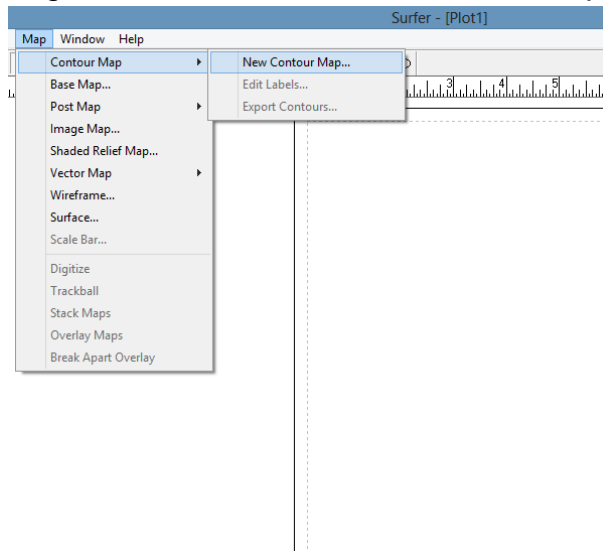 Surfer - [Plot1]
Map Window Help
Contour Map
New Contour Map...
Base Map...
Edit Labels...
Post Map
Export Contours...
Image Map...
Shaded Relief Map...
Vector Map
Wireframe...
Surface...
Scale Bar...
Digitize
Trackball
Stack Maps
Overlay Maps
Break Apart Overlay
3 4 5